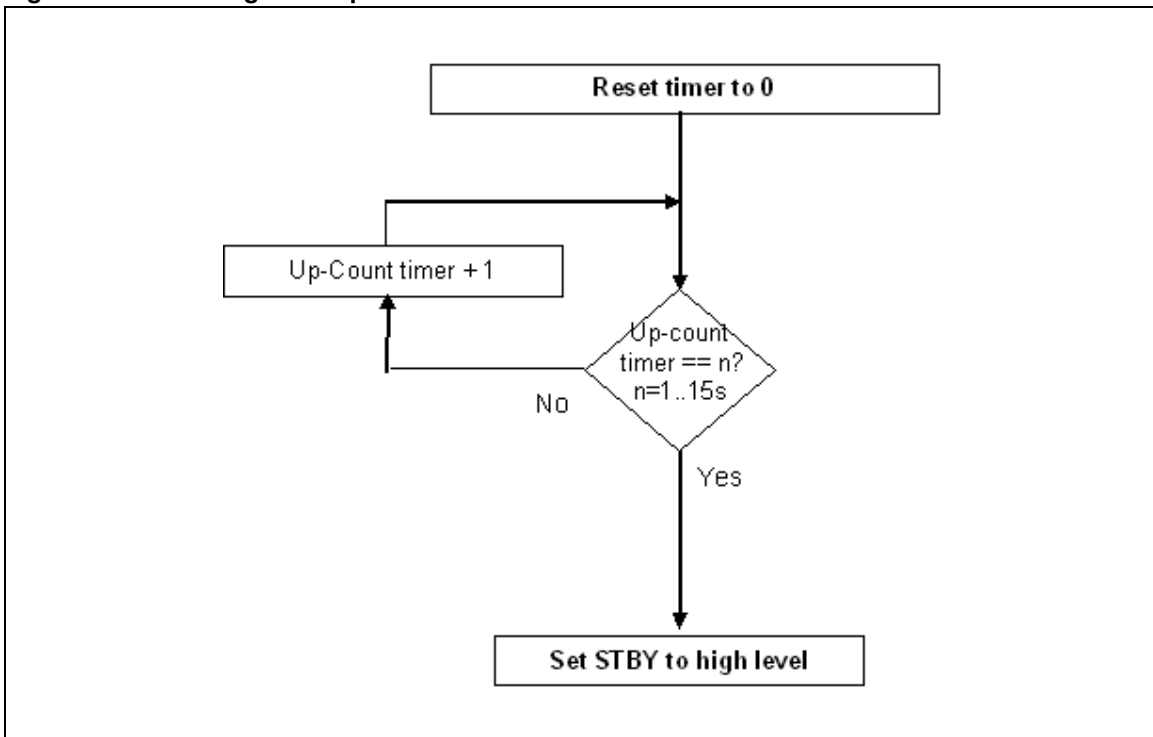 Reset timer to 0
Up-Count timer + 1
Up-count
timer == n?
n=1..15s
No
Yes
Set STBY to high level